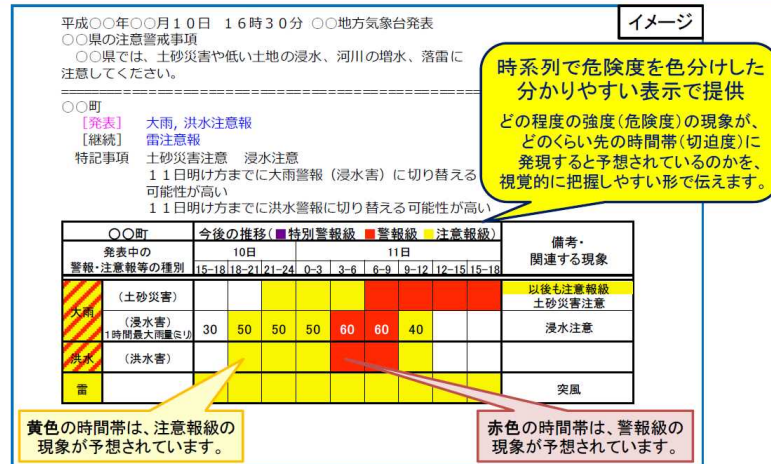 平成○○年○○月10日 16時30分 ○○地方気象台発表
○○県の注意警戒事項
○○県では、土砂災害や低い土地の浸水、河川の増水、落雷に
注意してください。
イメージ
時系列で危険度を色分けした
分かりやすい表示で提供
どの程度の強度(危険度)の現象が、
どのくらい先の時間帯(切迫度)に
発現すると予想されているのかを、
視覚的に把握しやすい形で伝えます。
○○町
[発表] 大雨, 洪水注意報
[継続] 雷注意報
特記事項 土砂災害注意 浸水注意
11日明け方までに大雨警報(浸水害)に切り替える
可能性が高い
11日明け方までに洪水警報に切り替える可能性が高い
○○町 今後の推移(■特別警報級 ■警報級 ■注意報級) 備考・
関連する現象
発表中の
警報・注意報等の種別
10日 11日
15-18 18-21 21-24 0-3 3-6 6-9 9-12 12-15 15-18
大雨 (土砂災害) 以後も注意報級
土砂災害注意
(浸水害)
1時間最大雨量(ミリ) 30 50 50 50 60 60 40 浸水注意
洪水 (洪水害)
雷 突風
黄色の時間帯は、注意報級の
現象が予想されています。
赤色の時間帯は、警報級の
現象が予想されています。